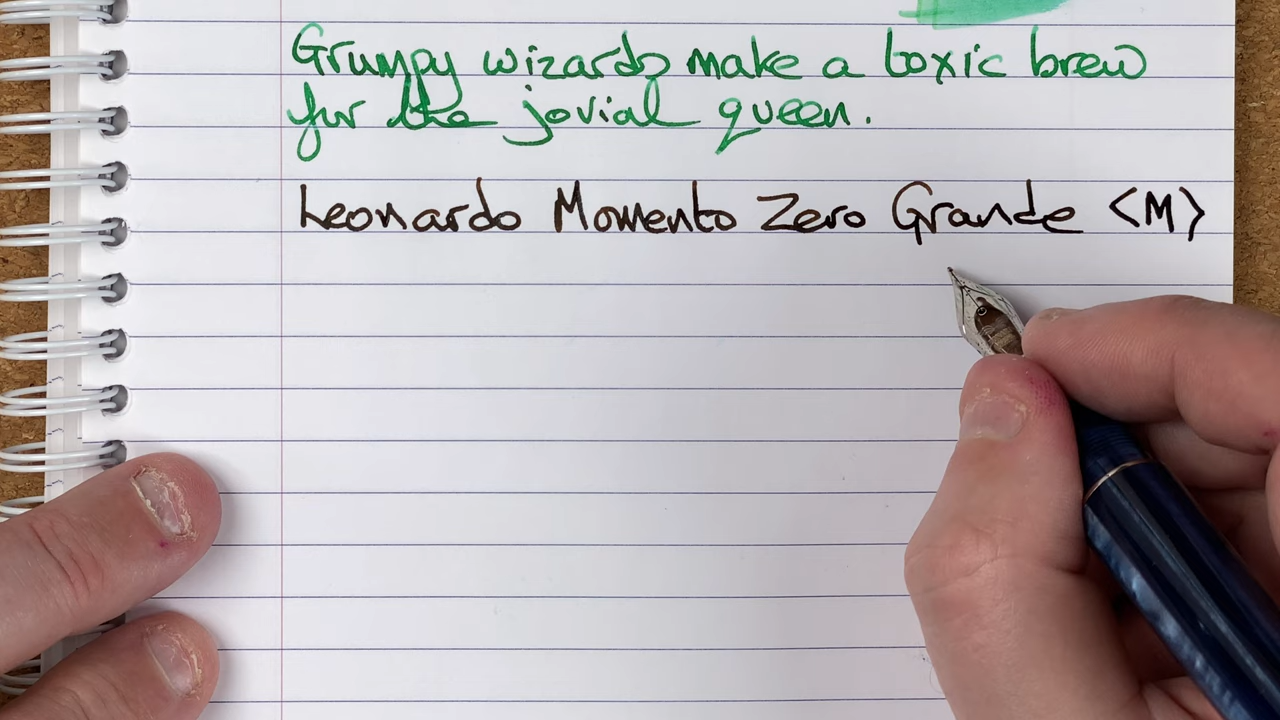 Grumpy wizards make a toxic brew
for the jovial queen.
Leonardo Momento Zero Grande <M>